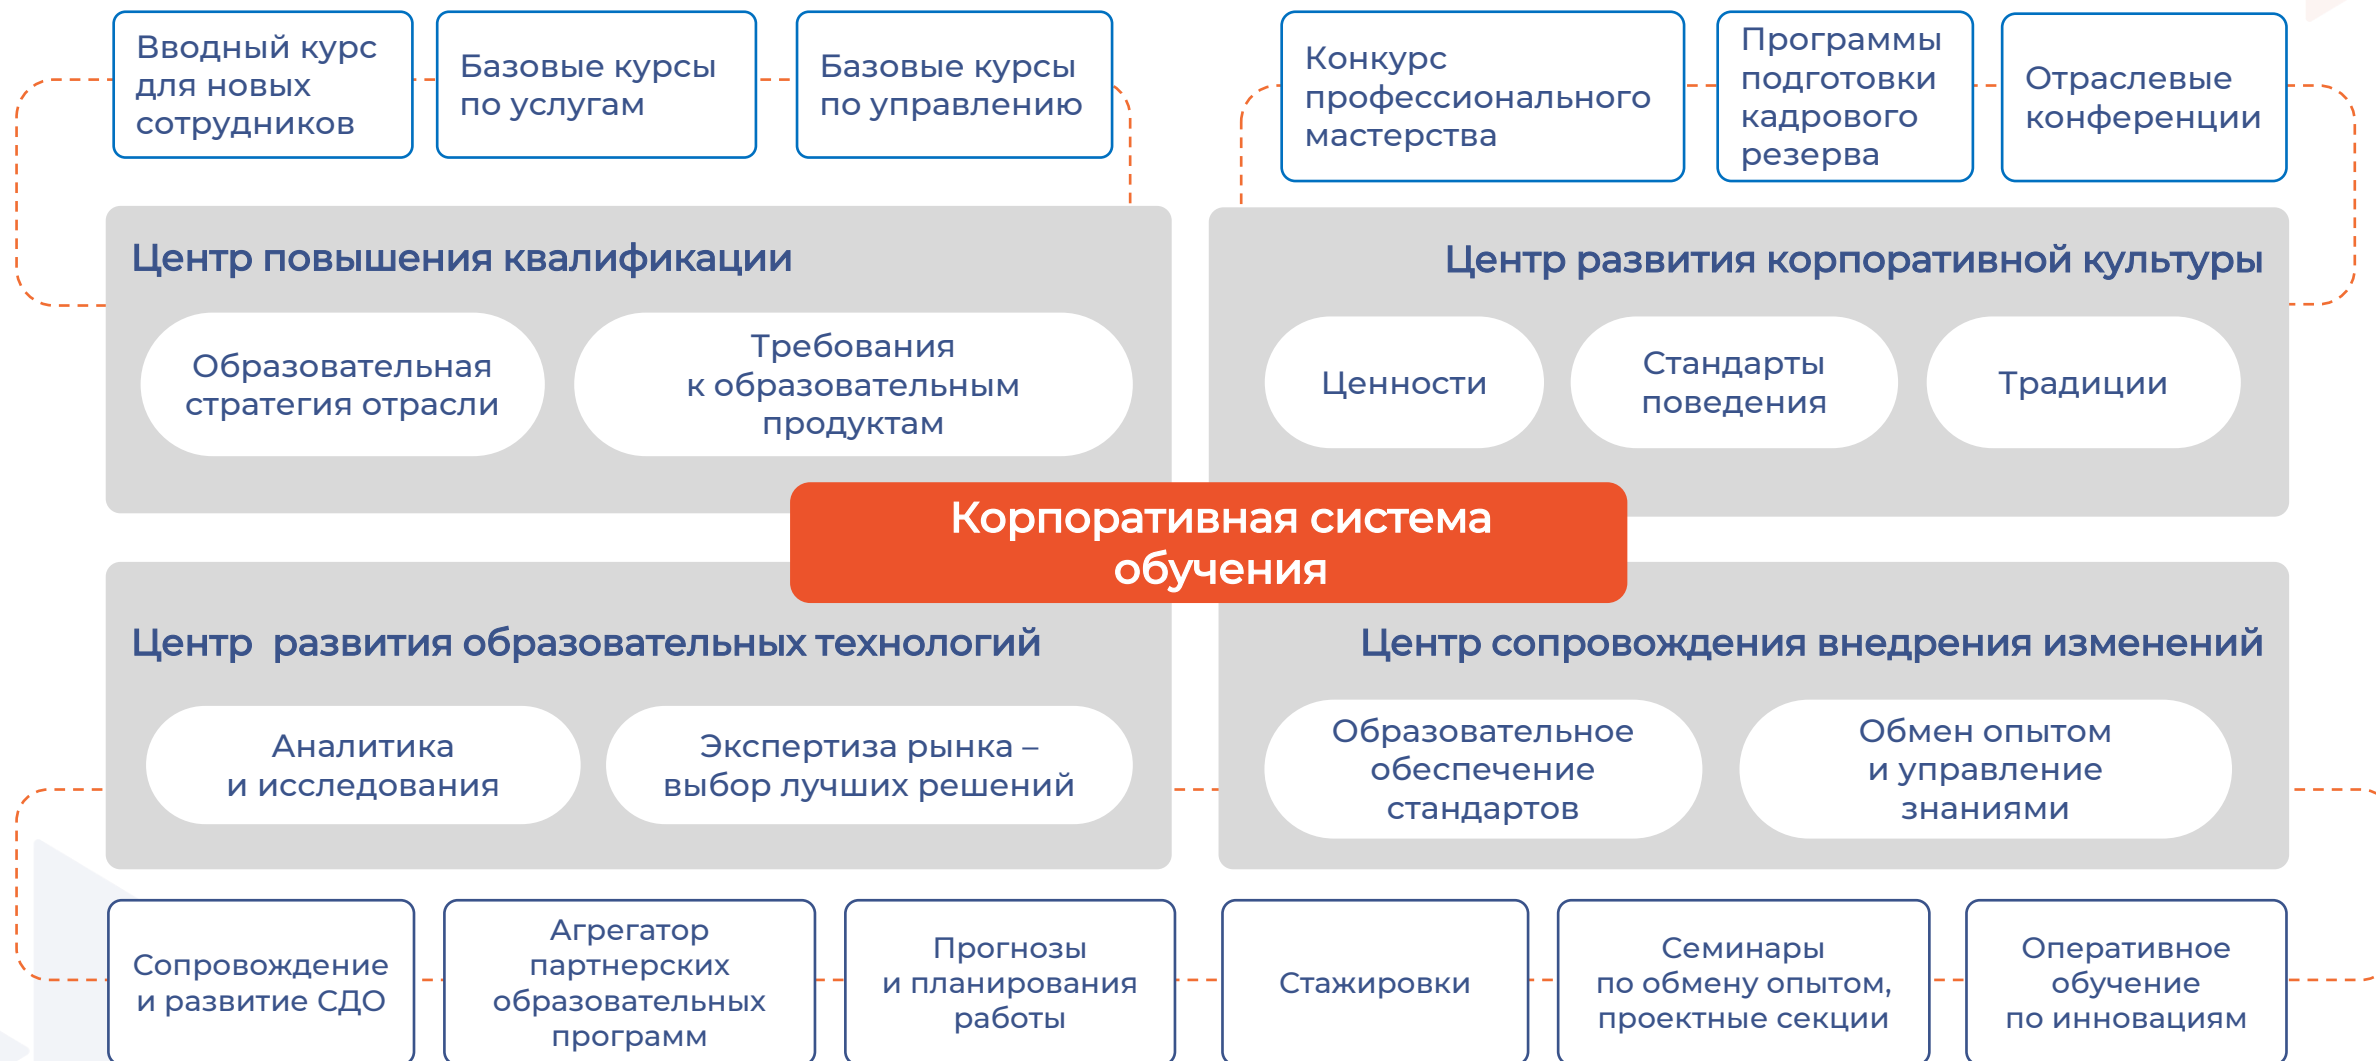 Вводный курс
для новых
сотрудников
Базовые курсы
по услугам
Базовые курсы
по управлению
Конкурс
профессионального
мастерства
Программы
подготовки
кадрового
резерва
Отраслевые
конференции
Центр повышения квалификации
Образовательная
стратегия отрасли
Требования
к образовательным
продуктам
Центр развития корпоративной культуры
Ценности
Стандарты
поведения
Традиции
Корпоративная система
обучения
Центр развития образовательных технологий
Аналитика
и исследования
Экспертиза рынка –
выбор лучших решений
Центр сопровождения внедрения изменений
Образовательное
обеспечение
стандартов
Обмен опытом
и управление
знаниями
Сопровождение
и развитие СДО
Агрегатор
партнерских
образовательных
программ
Прогнозы
и планирования
работы
Стажировки
Семинары
по обмену опытом,
проектные секции
Оперативное
обучение
по инновациям